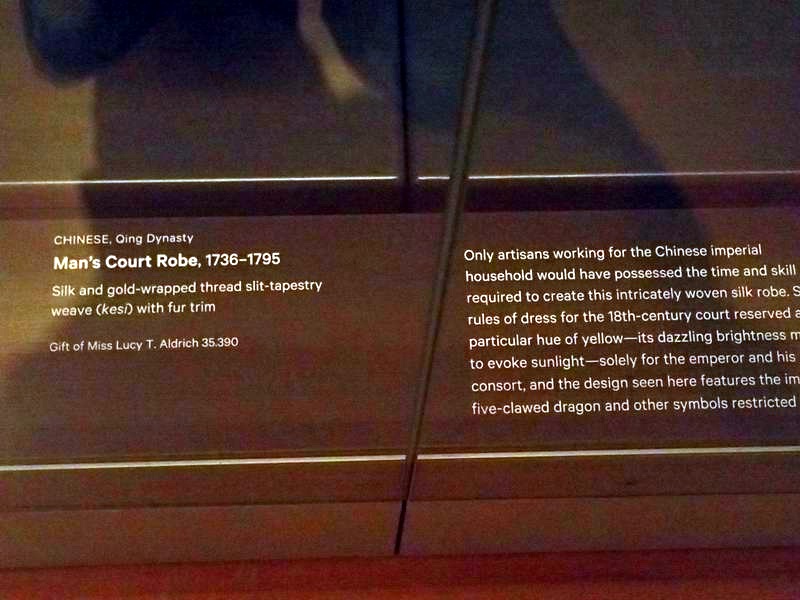 CHINESE, Qing Dynasty
Man's Court Robe, 1736–1795
Silk and gold-wrapped thread slit-tapestry
weave (kesi) with fur trim
Gift of Miss Lucy T. Aldrich 35.390
Only artisans working for the Chinese imperial
household would have possessed the time and skill
required to create this intricately woven silk robe.
rules of dress for the 18th-century court reserved
particular hue of yellow—its dazzling brightness
to evoke sunlight—solely for the emperor and his
consort, and the design seen here features the
five-clawed dragon and other symbols restricted